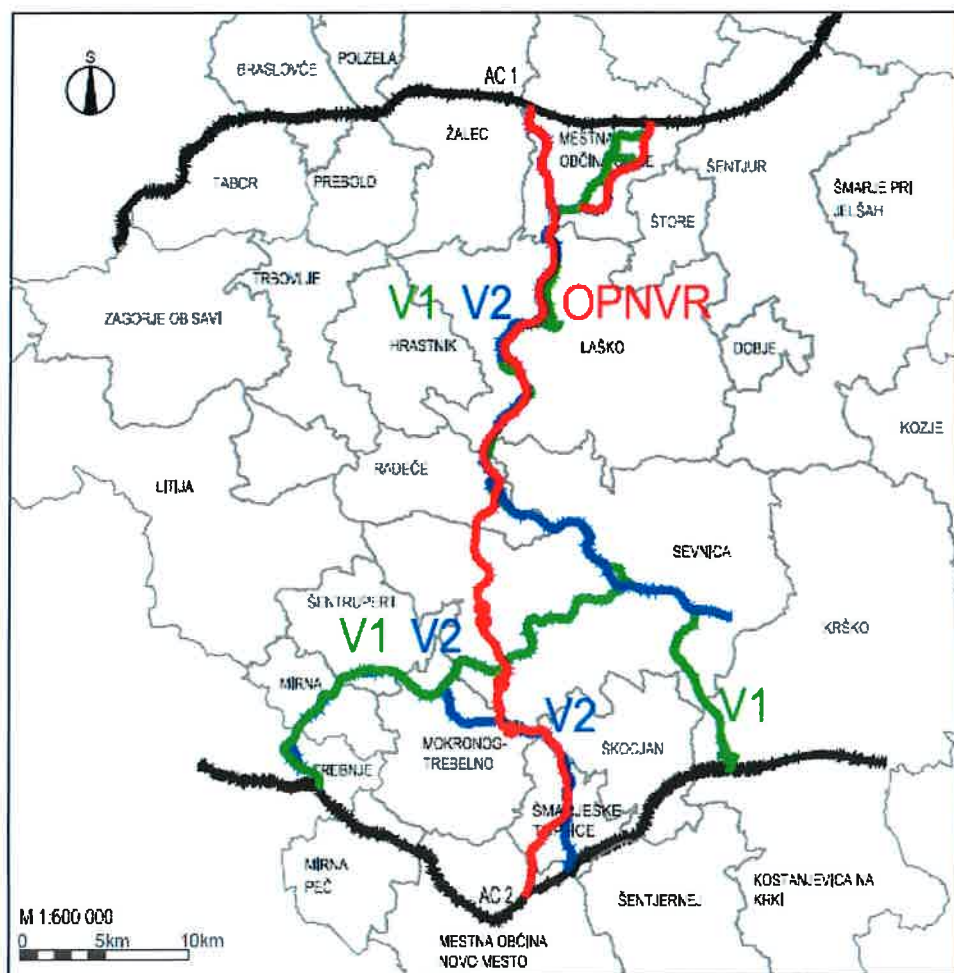 S
POLZELA
BRASLOVČE
AC 1
ŽALEC
MESTNA
OBČINA
ŠENTJUR
TABOR
PREBOLD
ŠMARJE PRI
JELŠAH
ŠTORE
TRBOVLJE
ZAGORJE OB SAVI
V1
V2
OPNVR
HRASTNIK
LAŠKO
DOBJE
KOZJE
RADEČE
LITIJA
SEVNICA
ŠENTRUPERT
V1
V2
KRŠKO
MIRNA
V1
V2
ŠKOCJAN
MOKRONOG-
TREBELNO
TREBNJE
ŠMARJEŠKE
TOPLICE
MIRNA
PEČ
AC 2
ŠENTJERNEJ
KOSTANJEVICA NA
KRKI
M 1:600 000
0 5km 10km
MESTNA OBČINA
NOVO MESTO